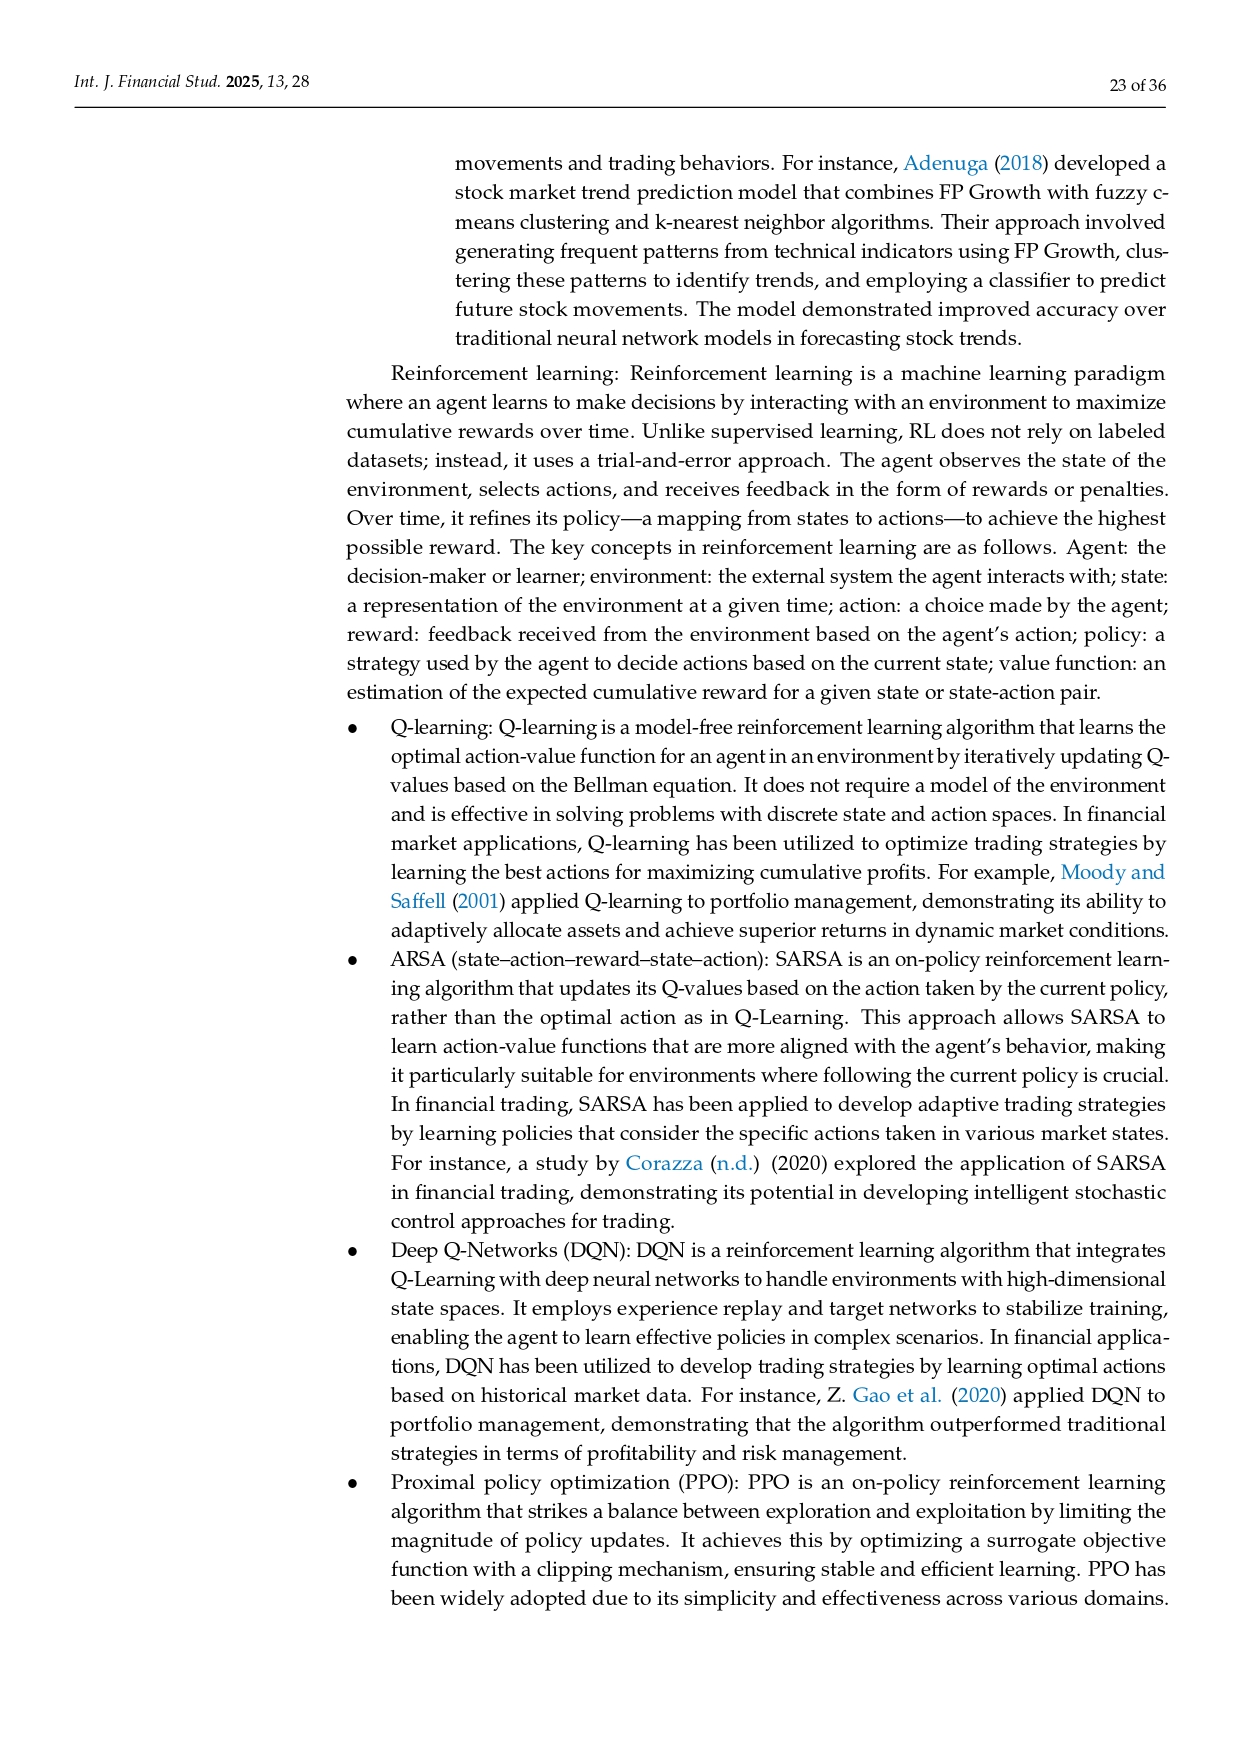 Int. J. Financial Stud. 2025, 13, 28
23 of 36
movements and trading behaviors. For instance, Adenuga (2018) developed a
stock market trend prediction model that combines FP Growth with fuzzy c-
means clustering and k-nearest neighbor algorithms. Their approach involved
generating frequent patterns from technical indicators using FP Growth, clus-
tering these patterns to identify trends, and employing a classifier to predict
future stock movements. The model demonstrated improved accuracy over
traditional neural network models in forecasting stock trends.
Reinforcement learning: Reinforcement learning is a machine learning paradigm
where an agent learns to make decisions by interacting with an environment to maximize
cumulative rewards over time. Unlike supervised learning, RL does not rely on labeled
datasets; instead, it uses a trial-and-error approach. The agent observes the state of the
environment, selects actions, and receives feedback in the form of rewards or penalties.
Over time, it refines its policy—a mapping from states to actions—to achieve the highest
possible reward. The key concepts in reinforcement learning are as follows. Agent: the
decision-maker or learner; environment: the external system the agent interacts with; state:
a representation of the environment at a given time; action: a choice made by the agent;
reward: feedback received from the environment based on the agent's action; policy: a
strategy used by the agent to decide actions based on the current state; value function: an
estimation of the expected cumulative reward for a given state or state-action pair.
● Q-learning: Q-learning is a model-free reinforcement learning algorithm that learns the
optimal action-value function for an agent in an environment by iteratively updating Q-
values based on the Bellman equation. It does not require a model of the environment
and is effective in solving problems with discrete state and action spaces. In financial
market applications, Q-learning has been utilized to optimize trading strategies by
learning the best actions for maximizing cumulative profits. For example, Moody and
Saffell (2001) applied Q-learning to portfolio management, demonstrating its ability to
adaptively allocate assets and achieve superior returns in dynamic market conditions.
● ARSA (state–action–reward–state–action): SARSA is an on-policy reinforcement learn-
ing algorithm that updates its Q-values based on the action taken by the current policy,
rather than the optimal action as in Q-Learning. This approach allows SARSA to
learn action-value functions that are more aligned with the agent's behavior, making
it particularly suitable for environments where following the current policy is crucial.
In financial trading, SARSA has been applied to develop adaptive trading strategies
by learning policies that consider the specific actions taken in various market states.
For instance, a study by Corazza (n.d.) (2020) explored the application of SARSA
in financial trading, demonstrating its potential in developing intelligent stochastic
control approaches for trading.
● Deep Q-Networks (DQN): DQN is a reinforcement learning algorithm that integrates
Q-Learning with deep neural networks to handle environments with high-dimensional
state spaces. It employs experience replay and target networks to stabilize training,
enabling the agent to learn effective policies in complex scenarios. In financial applica-
tions, DQN has been utilized to develop trading strategies by learning optimal actions
based on historical market data. For instance, Z. Gao et al. (2020) applied DQN to
portfolio management, demonstrating that the algorithm outperformed traditional
strategies in terms of profitability and risk management.
● Proximal policy optimization (PPO): PPO is an on-policy reinforcement learning
algorithm that strikes a balance between exploration and exploitation by limiting the
magnitude of policy updates. It achieves this by optimizing a surrogate objective
function with a clipping mechanism, ensuring stable and efficient learning. PPO has
been widely adopted due to its simplicity and effectiveness across various domains.